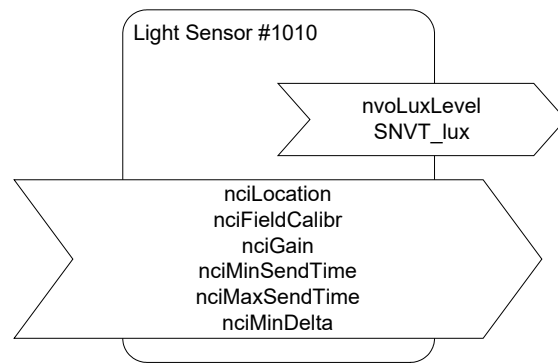 Light Sensor #1010
nvoLuxLevel
SNVT_lux
nciLocation
nciFieldCalibr
nciGain
nciMinSendTime
nciMaxSendTime
nciMinDelta